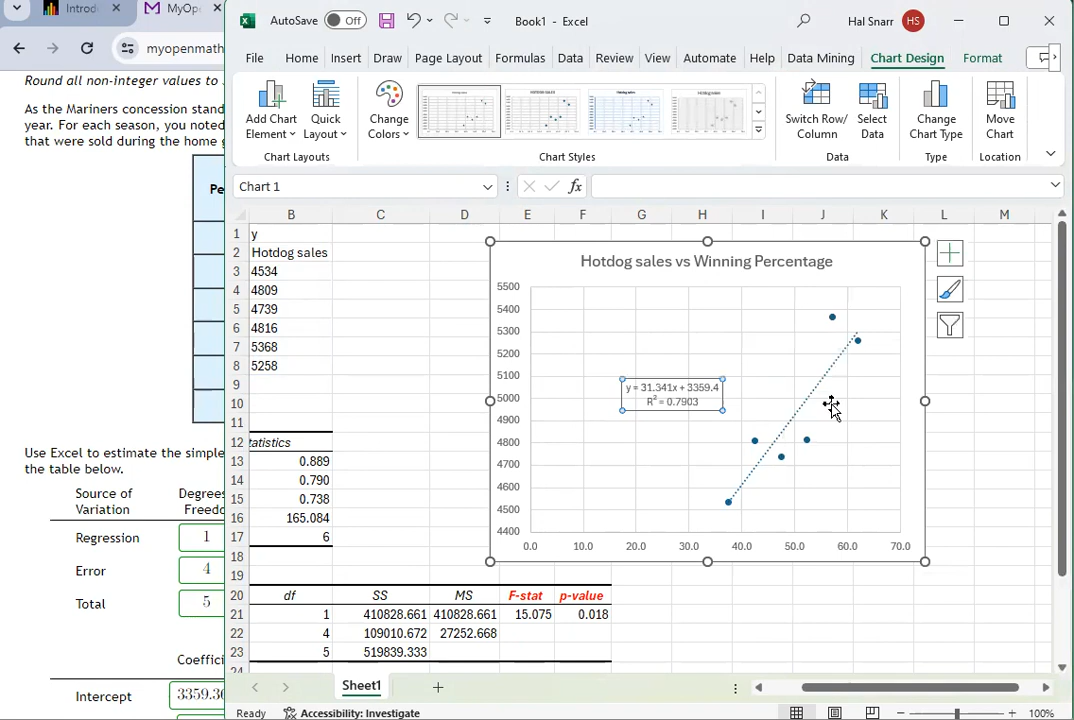 Introd
MyOp
myopenmath
AutoSave Off Book1 - Excel Hal Snarr HS
File Home Insert Draw Page Layout Formulas Data Review View Automate Help Data Mining Chart Design Format
Add Chart Element
Quick Layout
Change Colors
Switch Row/ Column
Select Data
Change Chart Type
Move Chart
Chart Layouts Chart Styles Data Type Location
Chart 1 fx
Round all non-integer values to
As the Mariners concession stand
year. For each season, you noted
that were sold during the home g
Pe
Use Excel to estimate the simple
the table below.
Source of Degrees
Variation Freedo
Regression 1
Error 4
Total 5
Coeffici
Intercept 3359.36
B C D E F G H I J K L M
1 y
2 Hotdog sales
3 4534
4 4809
5 4739
6 4816
7 5368
8 5258
9
10
11
12 tatistics
13 0.889
14 0.790
15 0.738
16 165.084
17 6
18
19
20 df SS MS F-stat p-value
21 1 410828.661 410828.661 15.075 0.018
22 4 109010.672 27252.668
23 5 519839.333
24
Hotdog sales vs Winning Percentage
5500
5400
5300
5200
5100
5000
4900
4800
4700
4600
4500
4400
y = 31.341x + 3359.4
R² = 0.7903
0.0 10.0 20.0 30.0 40.0 50.0 60.0 70.0
Sheet1
Ready Accessibility: Investigate 100%